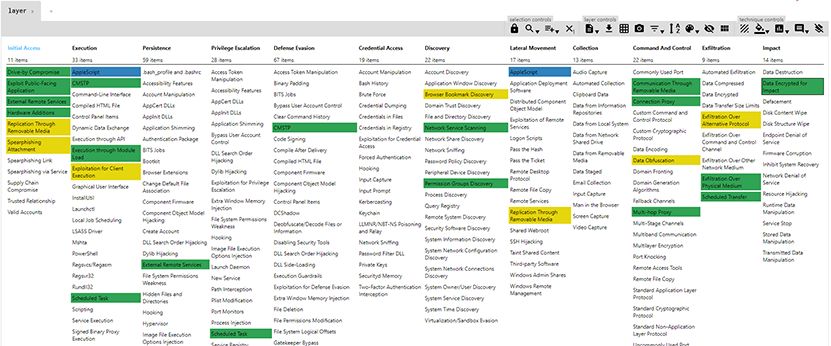 layer
selection controls
layer controls
technique controls
Initial Access
11 items
Drive-by Compromise
Exploit Public-Facing
Application
External Remote Services
Hardware Additions
Replication Through
Removable Media
Spearphishing
Attachment
Spearphishing Link
Spearphishing via Service
Supply Chain
Compromise
Trusted Relationship
Valid Accounts
Execution
33 items
AppleScript
CMSTP
Command-Line Interface
Compiled HTML File
Control Panel Items
Dynamic Data Exchange
Execution through API
Execution through Module
Load
Exploitation for Client
Execution
Graphical User Interface
InstallUtil
Launchctl
Local Job Scheduling
LSASS Driver
Mshta
PowerShell
Regsvcs/Regasm
Regsvr32
Rundll32
Scheduled Task
Scripting
Service Execution
Signed Binary Proxy
Execution
Persistence
59 items
.bash_profile and .bashrc
Accessibility Features
Account Manipulation
AppCert DLLs
AppInit DLLs
Application Shimming
Authentication Package
BITS Jobs
Bootkit
Browser Extensions
Change Default File
Association
Component Firmware
Component Object Model
Hijacking
Create Account
DLL Search Order Hijacking
Dylib Hijacking
External Remote Services
File System Permissions
Weakness
Hidden Files and
Directories
Hooking
Hypervisor
Image File Execution
Options Injection
Privilege Escalation
28 items
Access Token
Manipulation
Accessibility Features
AppCert DLLs
AppInit DLLs
Application Shimming
Bypass User Account
Control
DLL Search Order
Hijacking
Dylib Hijacking
Exploitation for Privilege
Escalation
Extra Window Memory
Injection
File System Permissions
Weakness
Hooking
Image File Execution
Options Injection
Launch Daemon
New Service
Path Interception
Plist Modification
Port Monitors
Process Injection
Scheduled Task
Service Registry
Defense Evasion
67 items
Access Token Manipulation
Binary Padding
BITS Jobs
Bypass User Account Control
Clear Command History
CMSTP
Code Signing
Compile After Delivery
Compiled HTML File
Component Firmware
Component Object Model
Hijacking
Control Panel Items
DCShadow
Deobfuscate/Decode Files or
Information
Disabling Security Tools
DLL Search Order Hijacking
DLL Side-Loading
Execution Guardrails
Exploitation for Defense Evasion
Extra Window Memory Injection
File Deletion
File Permissions Modification
File System Logical Offsets
Gatekeeper Bypass
Credential Access
19 items
Account Manipulation
Bash History
Brute Force
Credential Dumping
Credentials in Files
Credentials in Registry
Exploitation for Credential
Access
Forced Authentication
Hooking
Input Capture
Input Prompt
Kerberoasting
Keychain
LLMNR/NBT-NS Poisoning
and Relay
Network Sniffing
Password Filter DLL
Private Keys
Securityd Memory
Two-Factor Authentication
Interception
Discovery
22 items
Account Discovery
Application Window Discovery
Browser Bookmark Discovery
Domain Trust Discovery
File and Directory Discovery
Network Service Scanning
Network Share Discovery
Network Sniffing
Password Policy Discovery
Peripheral Device Discovery
Permission Groups Discovery
Process Discovery
Query Registry
Remote System Discovery
Security Software Discovery
System Information Discovery
System Network Configuration
Discovery
System Network Connections
Discovery
System Owner/User Discovery
System Service Discovery
System Time Discovery
Virtualization/Sandbox Evasion
Lateral Movement
17 items
AppleScript
Application Deployment
Software
Distributed Component
Object Model
Exploitation of Remote
Services
Logon Scripts
Pass the Hash
Pass the Ticket
Remote Desktop
Protocol
Remote File Copy
Remote Services
Replication Through
Removable Media
Shared Webroot
SSH Hijacking
Taint Shared Content
Third-party Software
Windows Admin Shares
Windows Remote
Management
Collection
13 items
Audio Capture
Automated Collection
Clipboard Data
Data from Information
Repositories
Data from Local System
Data from Network Shared
Drive
Data from Removable
Media
Data Staged
Email Collection
Input Capture
Man in the Browser
Screen Capture
Video Capture
Command And Control
22 items
Commonly Used Port
Communication Through
Removable Media
Connection Proxy
Custom Command and
Control Protocol
Custom Cryptographic
Protocol
Data Encoding
Data Obfuscation
Domain Fronting
Domain Generation
Algorithms
Fallback Channels
Multi-hop Proxy
Multi-Stage Channels
Multiband Communication
Multilayer Encryption
Port Knocking
Remote Access Tools
Remote File Copy
Standard Application Layer
Protocol
Standard Cryptographic
Protocol
Standard Non-Application
Layer Protocol
Uncommonly Used Port
Exfiltration
9 items
Automated Exfiltration
Data Compressed
Data Encrypted
Data Transfer Size Limits
Exfiltration Over
Alternative Protocol
Exfiltration Over
Command and Control
Channel
Exfiltration Over Other
Network Medium
Exfiltration Over
Physical Medium
Scheduled Transfer
Impact
14 items
Data Destruction
Data Encrypted for
Impact
Defacement
Disk Content Wipe
Disk Structure Wipe
Endpoint Denial of
Service
Firmware Corruption
Inhibit System Recovery
Network Denial of
Service
Resource Hijacking
Runtime Data
Manipulation
Service Stop
Stored Data
Manipulation
Transmitted Data
Manipulation